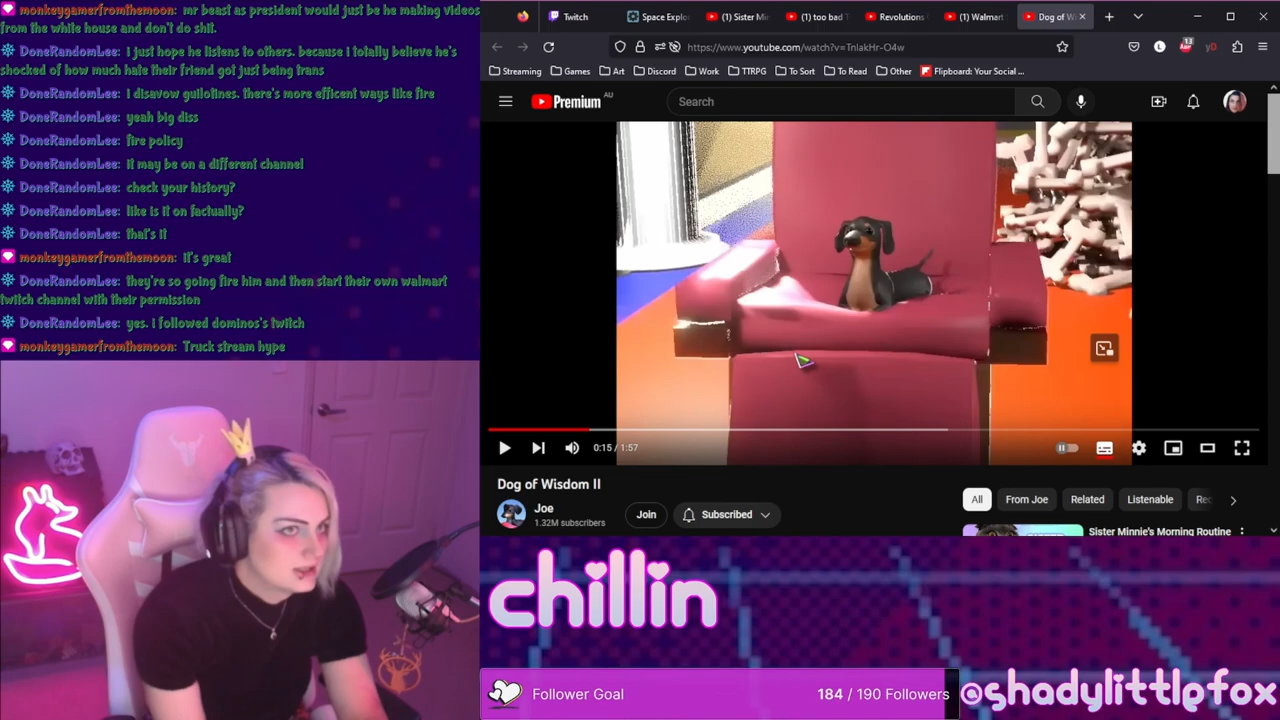 monkeygamerfromthemoon: mr beast as president would just be he making videos
from the white house and don't do shit.
DoneRandomLee: I just hope he listens to others. because i totally believe he's
shocked of how much hate their friend got just being trans
DoneRandomLee: I disavow guilotines. there's more efficent ways like fire
DoneRandomLee: yeah big diss
DoneRandomLee: fire policy
DoneRandomLee: it may be on a different channel
DoneRandomLee: check your history?
DoneRandomLee: like is it on factually?
DoneRandomLee: that's it
monkeygamerfromthemoon: It's great
DoneRandomLee: they're so going fire him and then start their own walmart
twitch channel with their permission
DoneRandomLee: yes. i followed dominos's twitch
monkeygamerfromthemoon: Truck stream hype
Twitch
Space Explo
(1) Sister Min
(1) too bad T
Revolutions
(1) Walmart
Dog of Wi
https://www.youtube.com/watch?v=TnlakHr-O4w
L
13
yD
Streaming
Games
Art
Discord
Work
TTRPG
To Sort
To Read
Other
Flipboard: Your Social ...
Premium AU
Search
0:15 / 1:57
Dog of Wisdom II
Joe
1.32M subscribers
Join
Subscribed
All
From Joe
Related
Listenable
Rec
Sister Minnie's Morning Routine
chillin
Follower Goal
184 / 190 Followers
@shadylittlefox